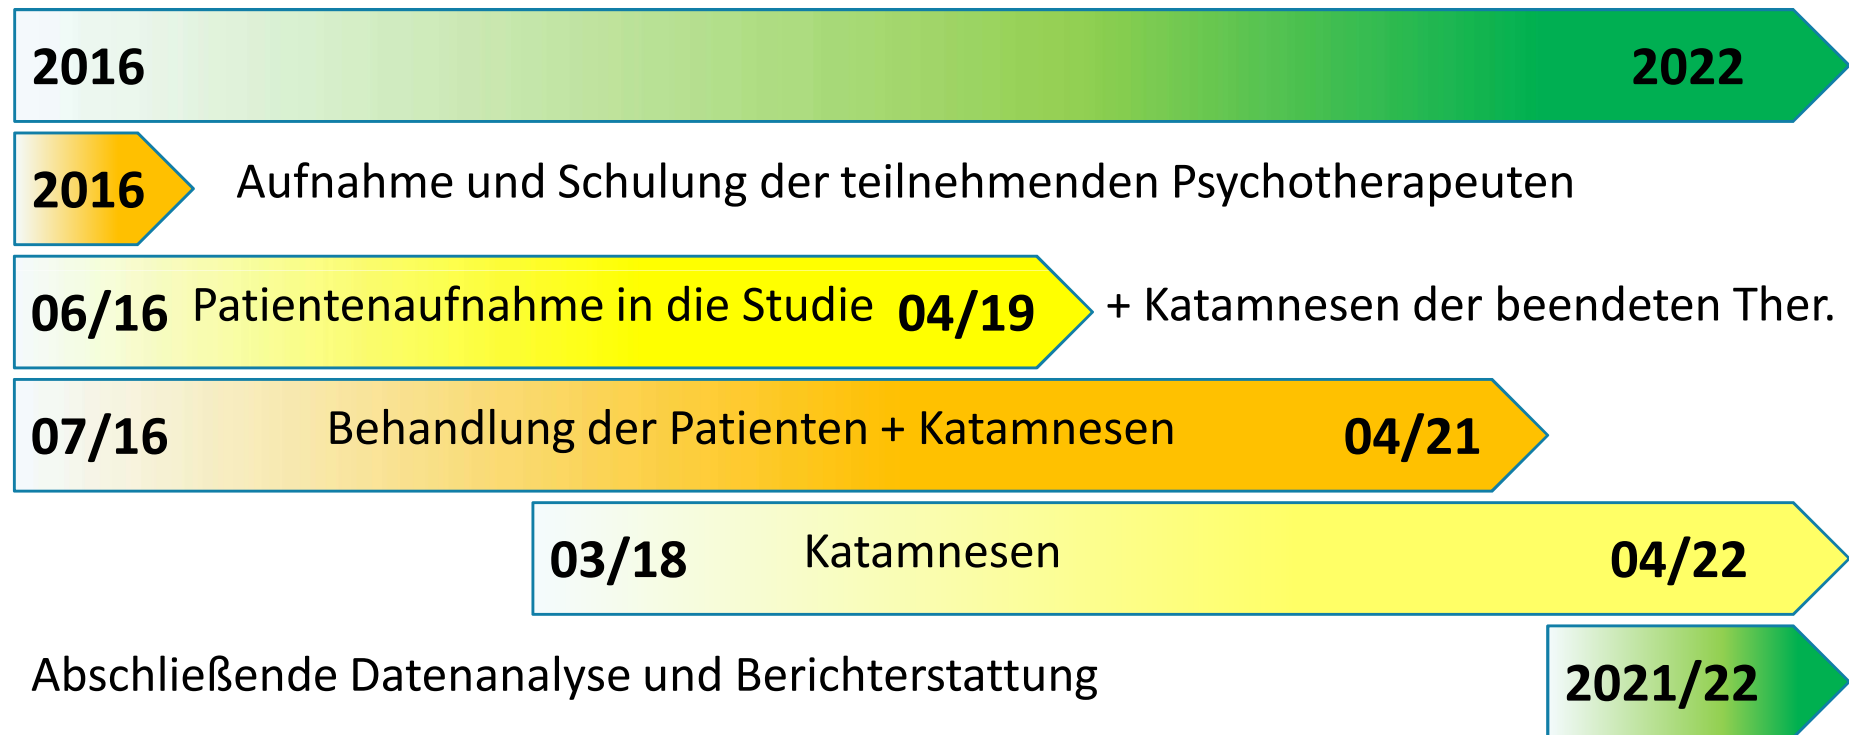 2016 2022
2016 Aufnahme und Schulung der teilnehmenden Psychotherapeuten
06/16 Patientenaufnahme in die Studie 04/19 + Katamnesen der beendeten Ther.
07/16 Behandlung der Patienten + Katamnesen 04/21
03/18 Katamnesen 04/22
Abschließende Datenanalyse und Berichterstattung 2021/22